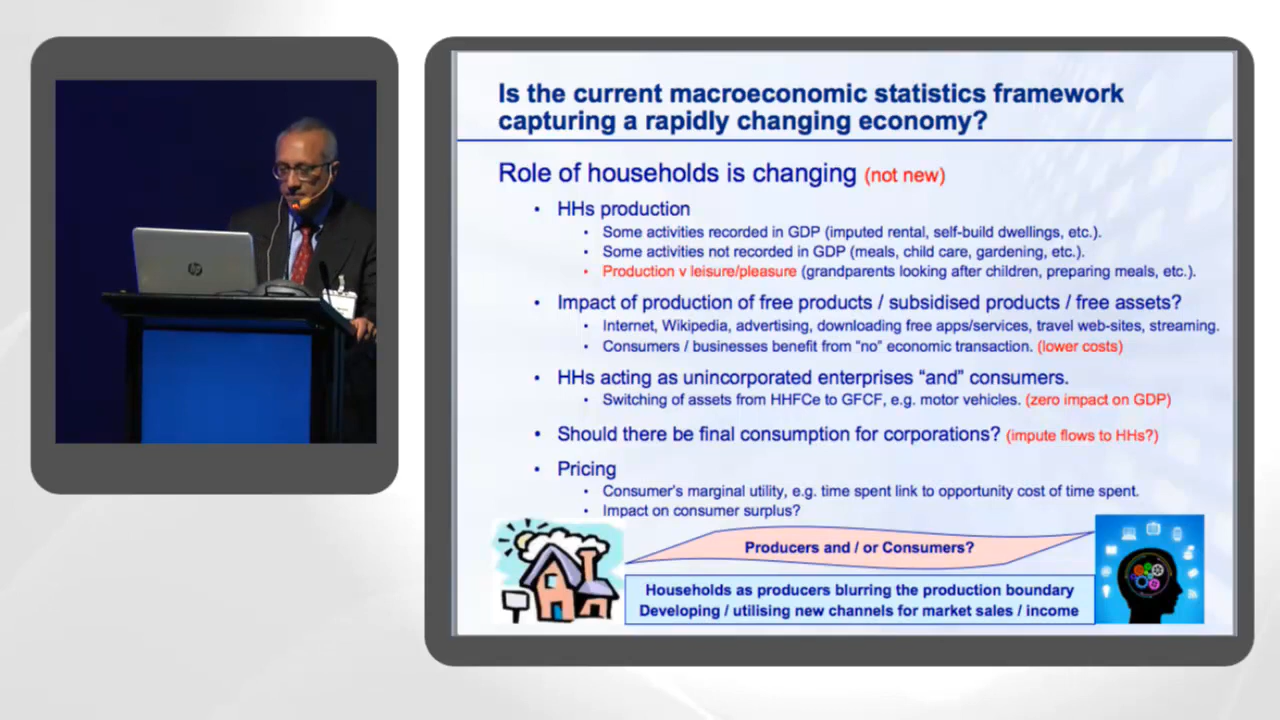 Is the current macroeconomic statistics framework
capturing a rapidly changing economy?
Role of households is changing (not new)
• HHs production
• Some activities recorded in GDP (imputed rental, self-build dwellings, etc.).
• Some activities not recorded in GDP (meals, child care, gardening, etc.).
• Production v leisure/pleasure (grandparents looking after children, preparing meals, etc.).
• Impact of production of free products / subsidised products / free assets?
• Internet, Wikipedia, advertising, downloading free apps/services, travel web-sites, streaming.
• Consumers / businesses benefit from “no” economic transaction. (lower costs)
• HHs acting as unincorporated enterprises “and” consumers.
• Switching of assets from HHFCe to GFCF, e.g. motor vehicles. (zero impact on GDP)
• Should there be final consumption for corporations? (impute flows to HHs?)
• Pricing
• Consumer's marginal utility, e.g. time spent link to opportunity cost of time spent.
• Impact on consumer surplus?
Producers and / or Consumers?
Households as producers blurring the production boundary
Developing / utilising new channels for market sales / income
hp